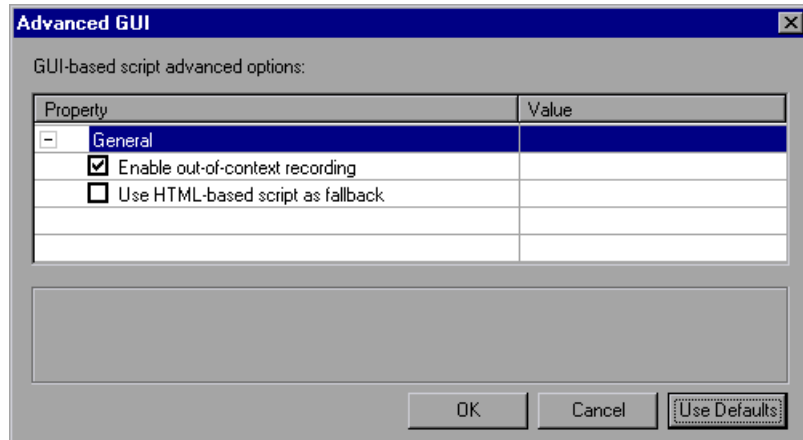 Advanced GUI
GUI-based script advanced options:
Property Value
General
Enable out-of-context recording
Use HTML-based script as fallback
OK Cancel Use Defaults